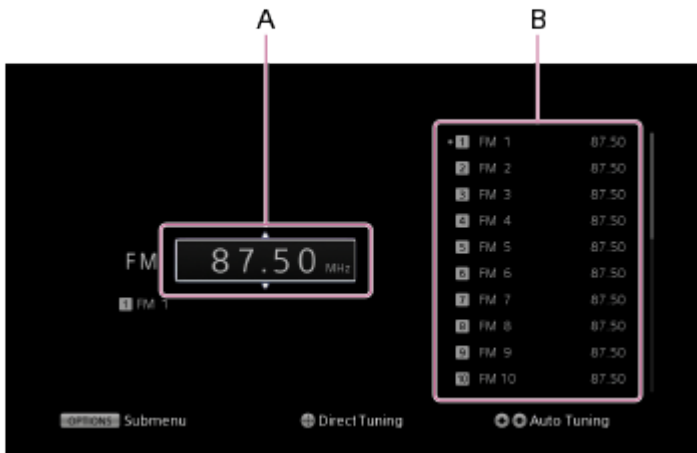 A B
1 FM 1 87.50
2 FM 2 87.50
3 FM 3 87.50
4 FM 4 87.50
5 FM 5 87.50
6 FM 6 87.50
7 FM 7 87.50
8 FM 8 87.50
9 FM 9 87.50
10 FM 10 87.50
FM 87.50 MHz
1 FM 1
OPTIONS Submenu Direct Tuning Auto Tuning